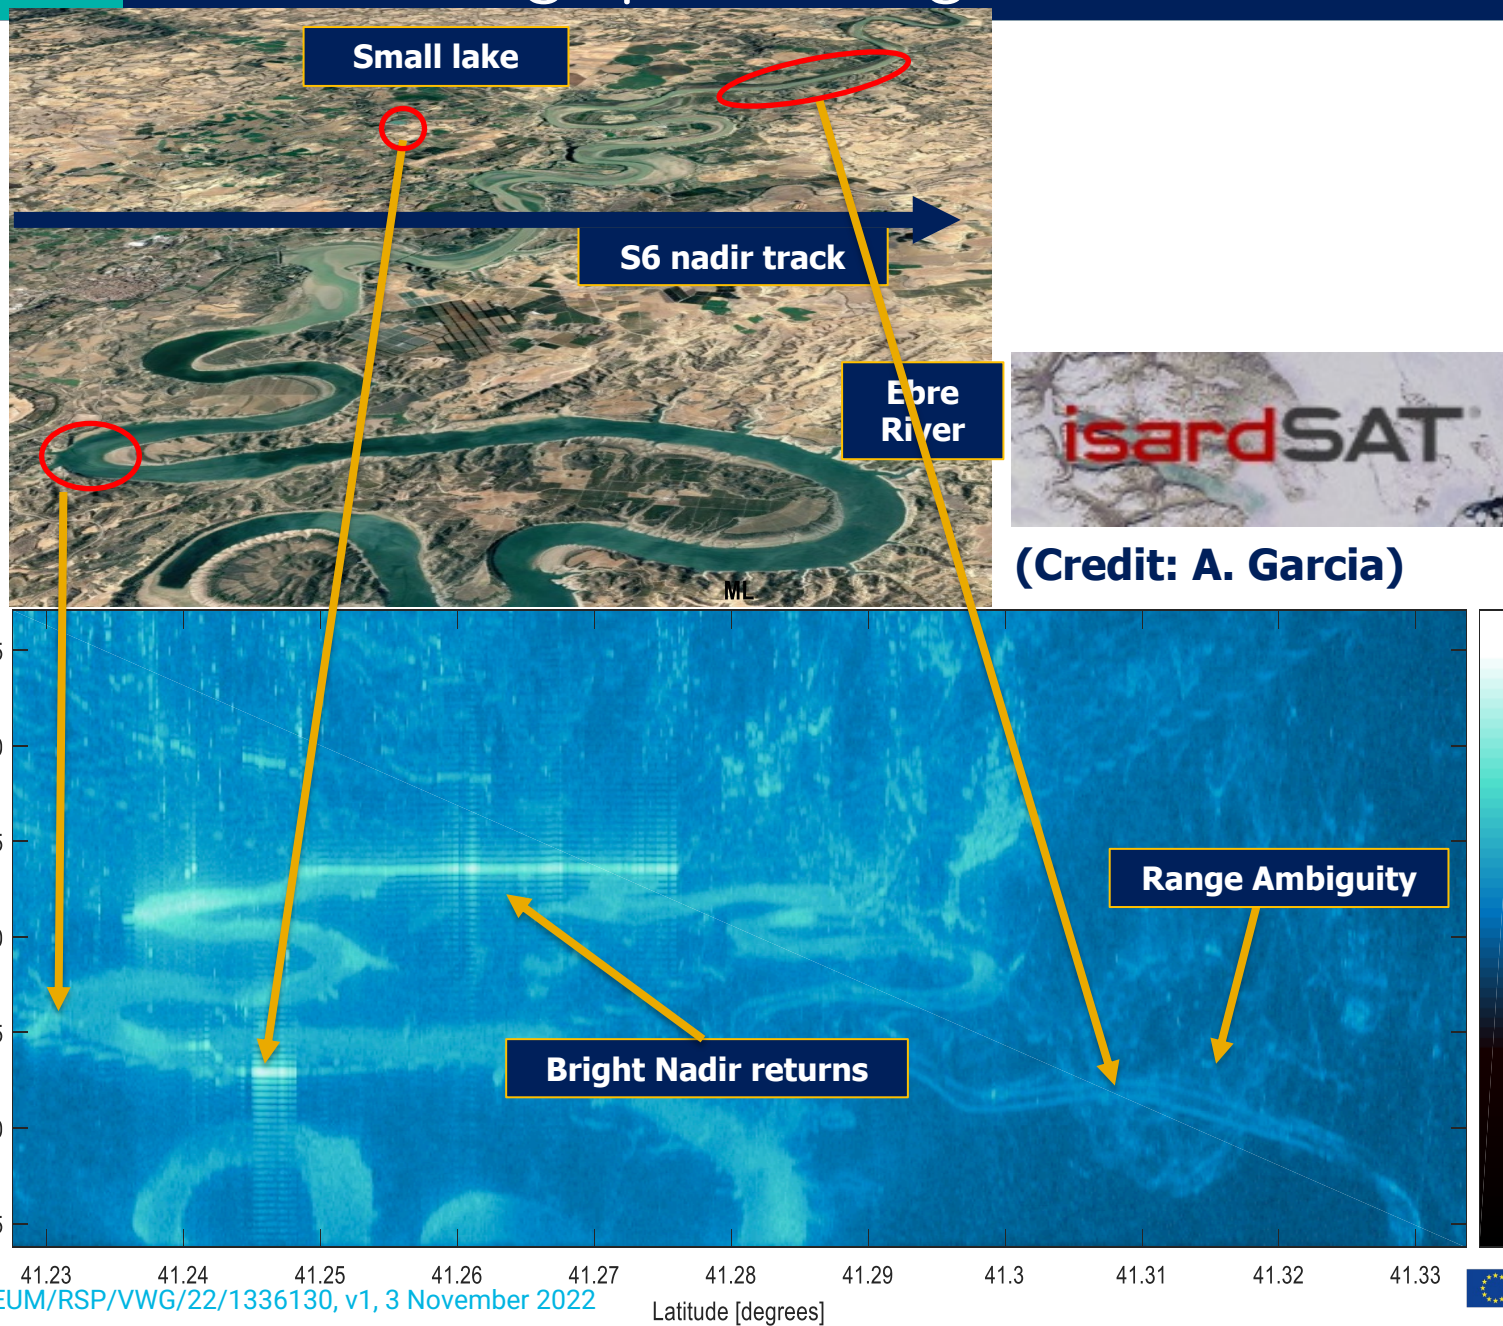 Small lake
S6 nadir track
Ebre
River
isardSAT®
(Credit: A. Garcia)
ML
Range Ambiguity
Bright Nadir returns
41.23 41.24 41.25 41.26 41.27 41.28 41.29 41.3 41.31 41.32 41.33
EUM/RSP/VWG/22/1336130, v1, 3 November 2022
Latitude [degrees]